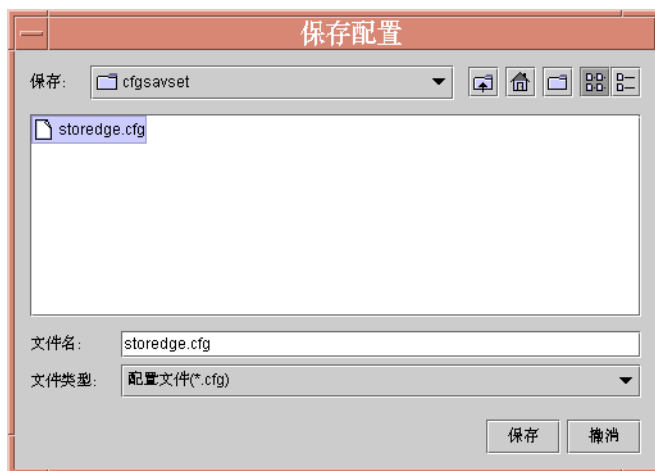 保存配置
保存: cfgsavset
storedge.cfg
文件名: storedge.cfg
文件类型: 配置文件(*.cfg)
保存 撤消